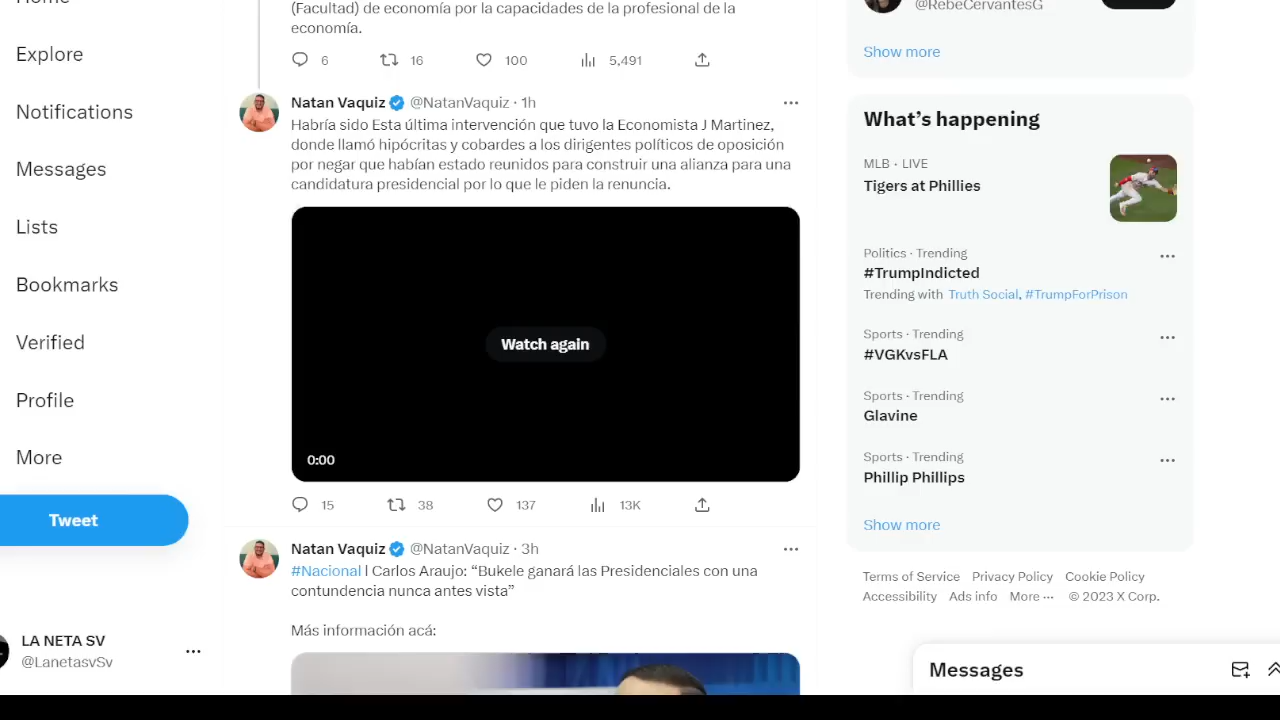 Explore
Notifications
Messages
Lists
Bookmarks
Verified
Profile
More
Tweet
LA NETA SV
@LanetasvSv
(Facultad) de economía por la capacidades de la profesional de la
economía.
6 16 100 5,491
Natan Vaquiz @NatanVaquiz · 1h
Habría sido Esta última intervención que tuvo la Economista J Martinez,
donde llamó hipócritas y cobardes a los dirigentes políticos de oposición
por negar que habían estado reunidos para construir una alianza para una
candidatura presidencial por lo que le piden la renuncia.
Watch again
0:00
15 38 137 13K
Natan Vaquiz @NatanVaquiz · 3h
#Nacional l Carlos Araujo: “Bukele ganará las Presidenciales con una
contundencia nunca antes vista”
Más información acá:
@RebeCervantesG
Show more
What’s happening
MLB · LIVE
Tigers at Phillies
Politics · Trending
#TrumpIndicted
Trending with Truth Social, #TrumpForPrison
Sports · Trending
#VGKvsFLA
Sports · Trending
Glavine
Sports · Trending
Phillip Phillips
Show more
Terms of Service Privacy Policy Cookie Policy
Accessibility Ads info More ··· © 2023 X Corp.
Messages